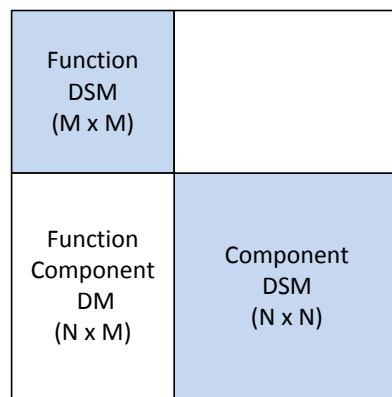 Function
DSM
(M x M)
Function
Component
DM
(N x M)
Component
DSM
(N x N)